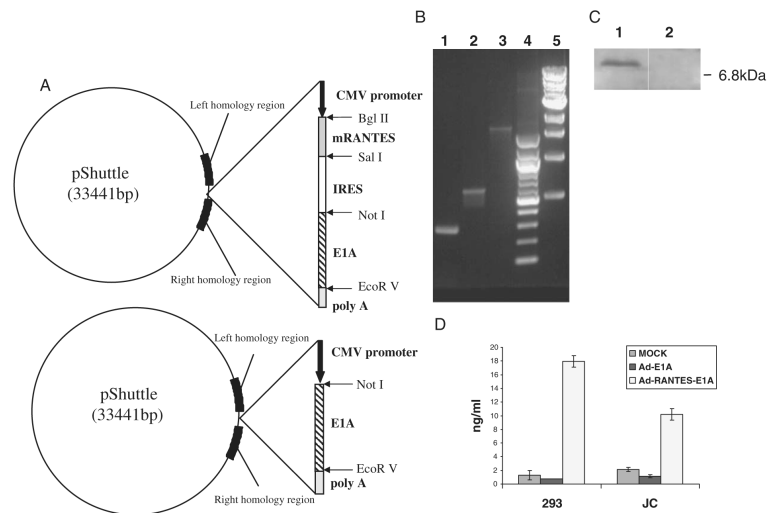 A
pShuttle
(33441bp)
Left homology region
Right homology region
CMV promoter
Bgl II
mRANTES
Sal I
IRES
Not I
E1A
EcoR V
poly A
pShuttle
(33441bp)
Left homology region
Right homology region
CMV promoter
Not I
E1A
EcoR V
poly A
B
1 2 3 4 5
C
1 2
6.8kDa
D
ng/ml
20
18
16
14
12
10
8
6
4
2
0
293 JC
MOCK
Ad-E1A
Ad-RANTES-E1A